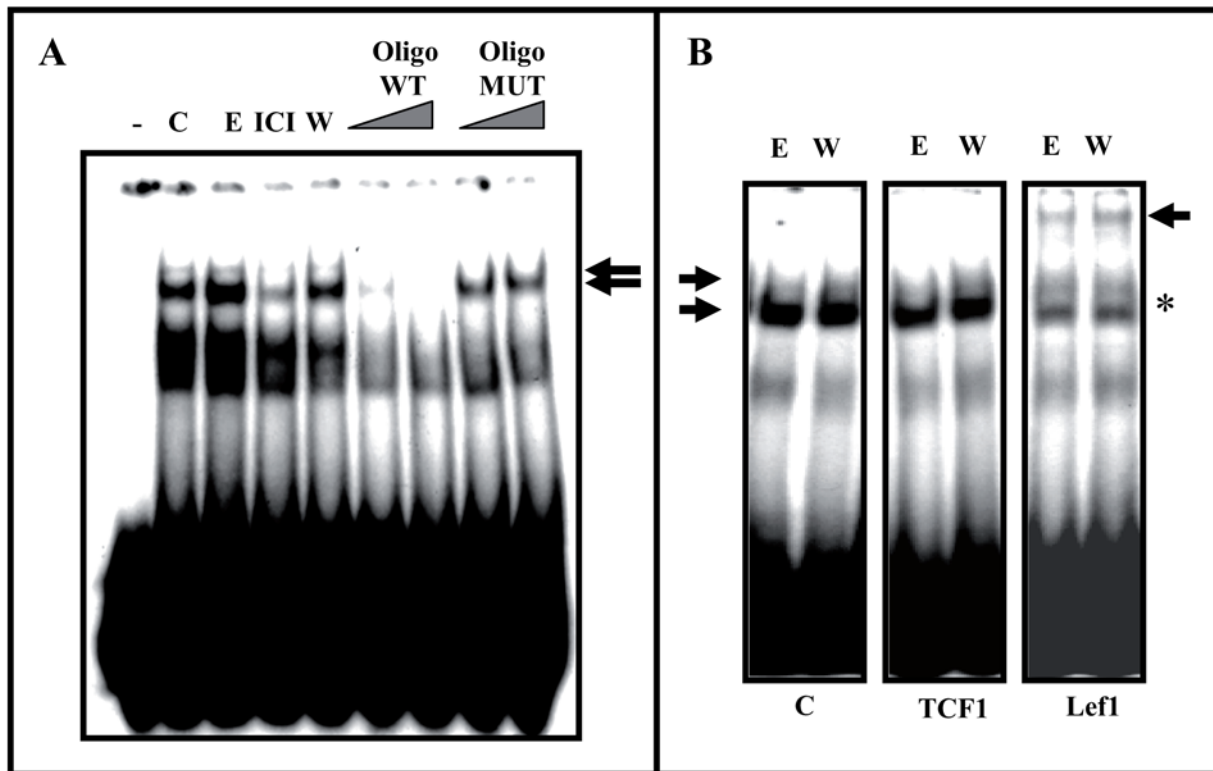 A
Oligo Oligo
WT MUT
- C E ICI W
B
E W E W E W
*
C TCF1 Lef1